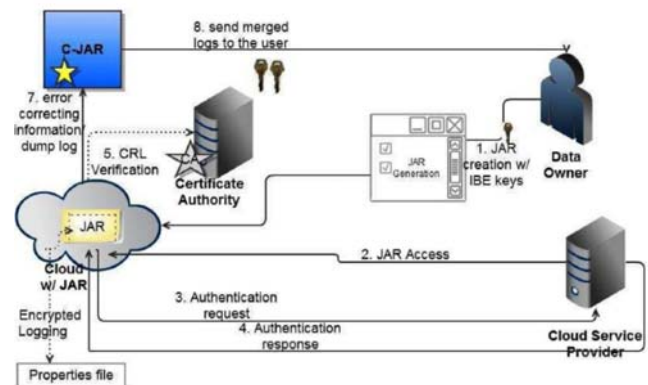 8. send merged
logs to the user
C-JAR
7. error
correcting
information/
dump log
5. CRL
Verification
CA
Certificate
Authority
JAR
Generation
1. JAR
creation w/
IBE keys
Data
Owner
JAR
Cloud
w/ JAR
2. JAR Access
3. Authentication
request
4. Authentication
response
Encrypted
Logging
Cloud Service
Provider
Properties file